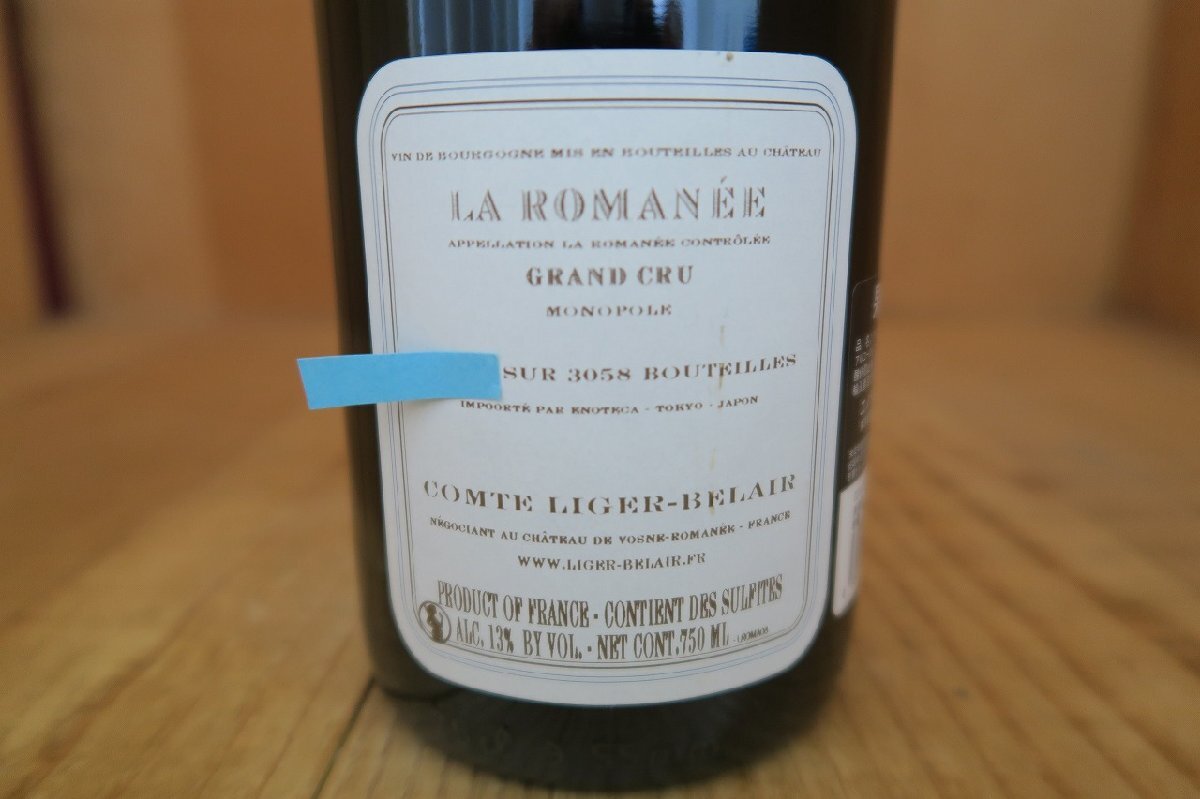 VIN DE BOURGOGNE MIS EN BOUTEILLES AU CHÂTEAU
LA ROMANÉE
APPELLATION LA ROMANÉE CONTRÔLÉE
GRAND CRU
MONOPOLE
SUR 3058 BOUTEILLES
IMPOORTÉ PAR ENOTECA - TOKYO - JAPON
COMTE LIGER-BELAIR
NÉGOCIANT AU CHÂTEAU DE VOSNE-ROMANÉE - FRANCE
WWW.LIGER-BELAIR.FR
PRODUCT OF FRANCE - CONTIENT DES SULFITES
ALC. 13% BY VOL. - NET CONT.750 ML